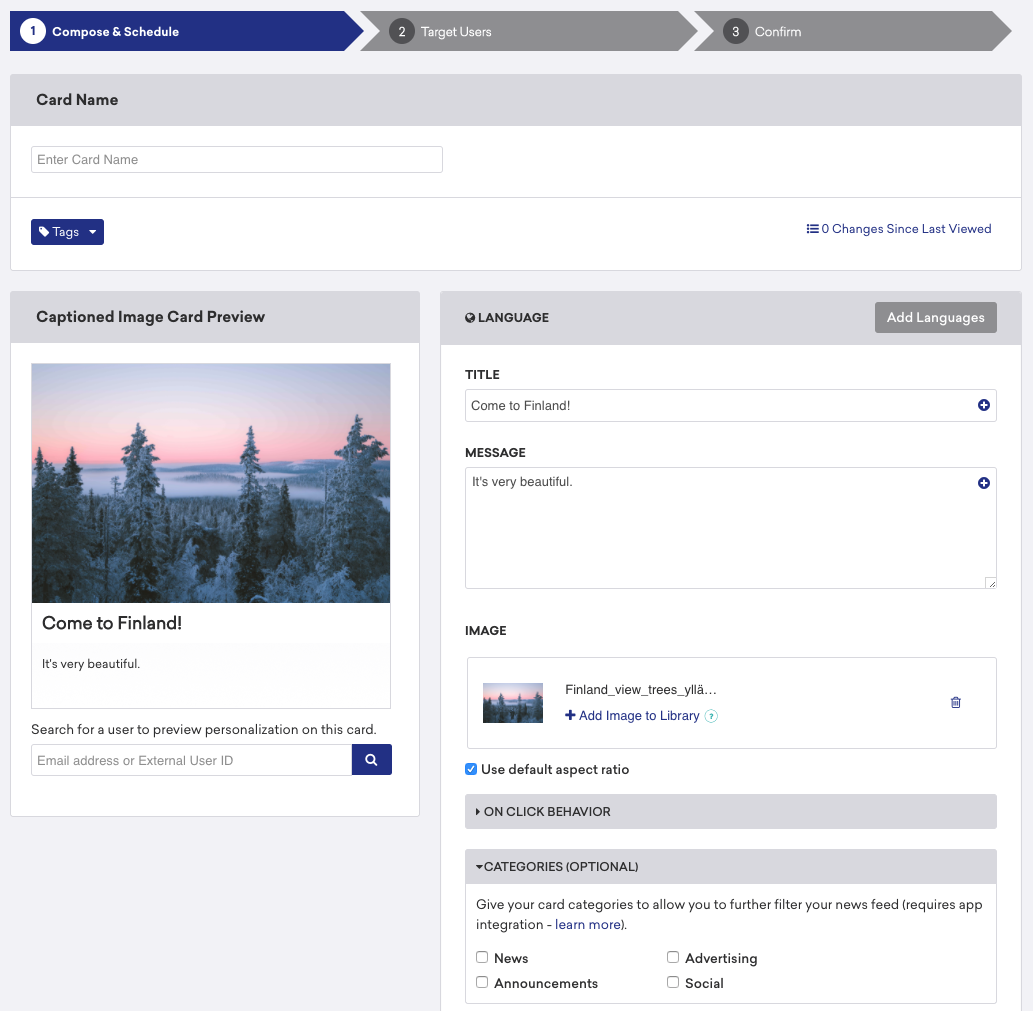 1 Compose & Schedule
2 Target Users
3 Confirm
Card Name
Enter Card Name
Tags
0 Changes Since Last Viewed
Captioned Image Card Preview
Come to Finland!
It's very beautiful.
Search for a user to preview personalization on this card.
Email address or External User ID
LANGUAGE
Add Languages
TITLE
Come to Finland!
MESSAGE
It's very beautiful.
IMAGE
Finland_view_trees_yllä…
Add Image to Library ?
Use default aspect ratio
ON CLICK BEHAVIOR
CATEGORIES (OPTIONAL)
Give your card categories to allow you to further filter your news feed (requires app
integration - learn more).
News
Advertising
Announcements
Social